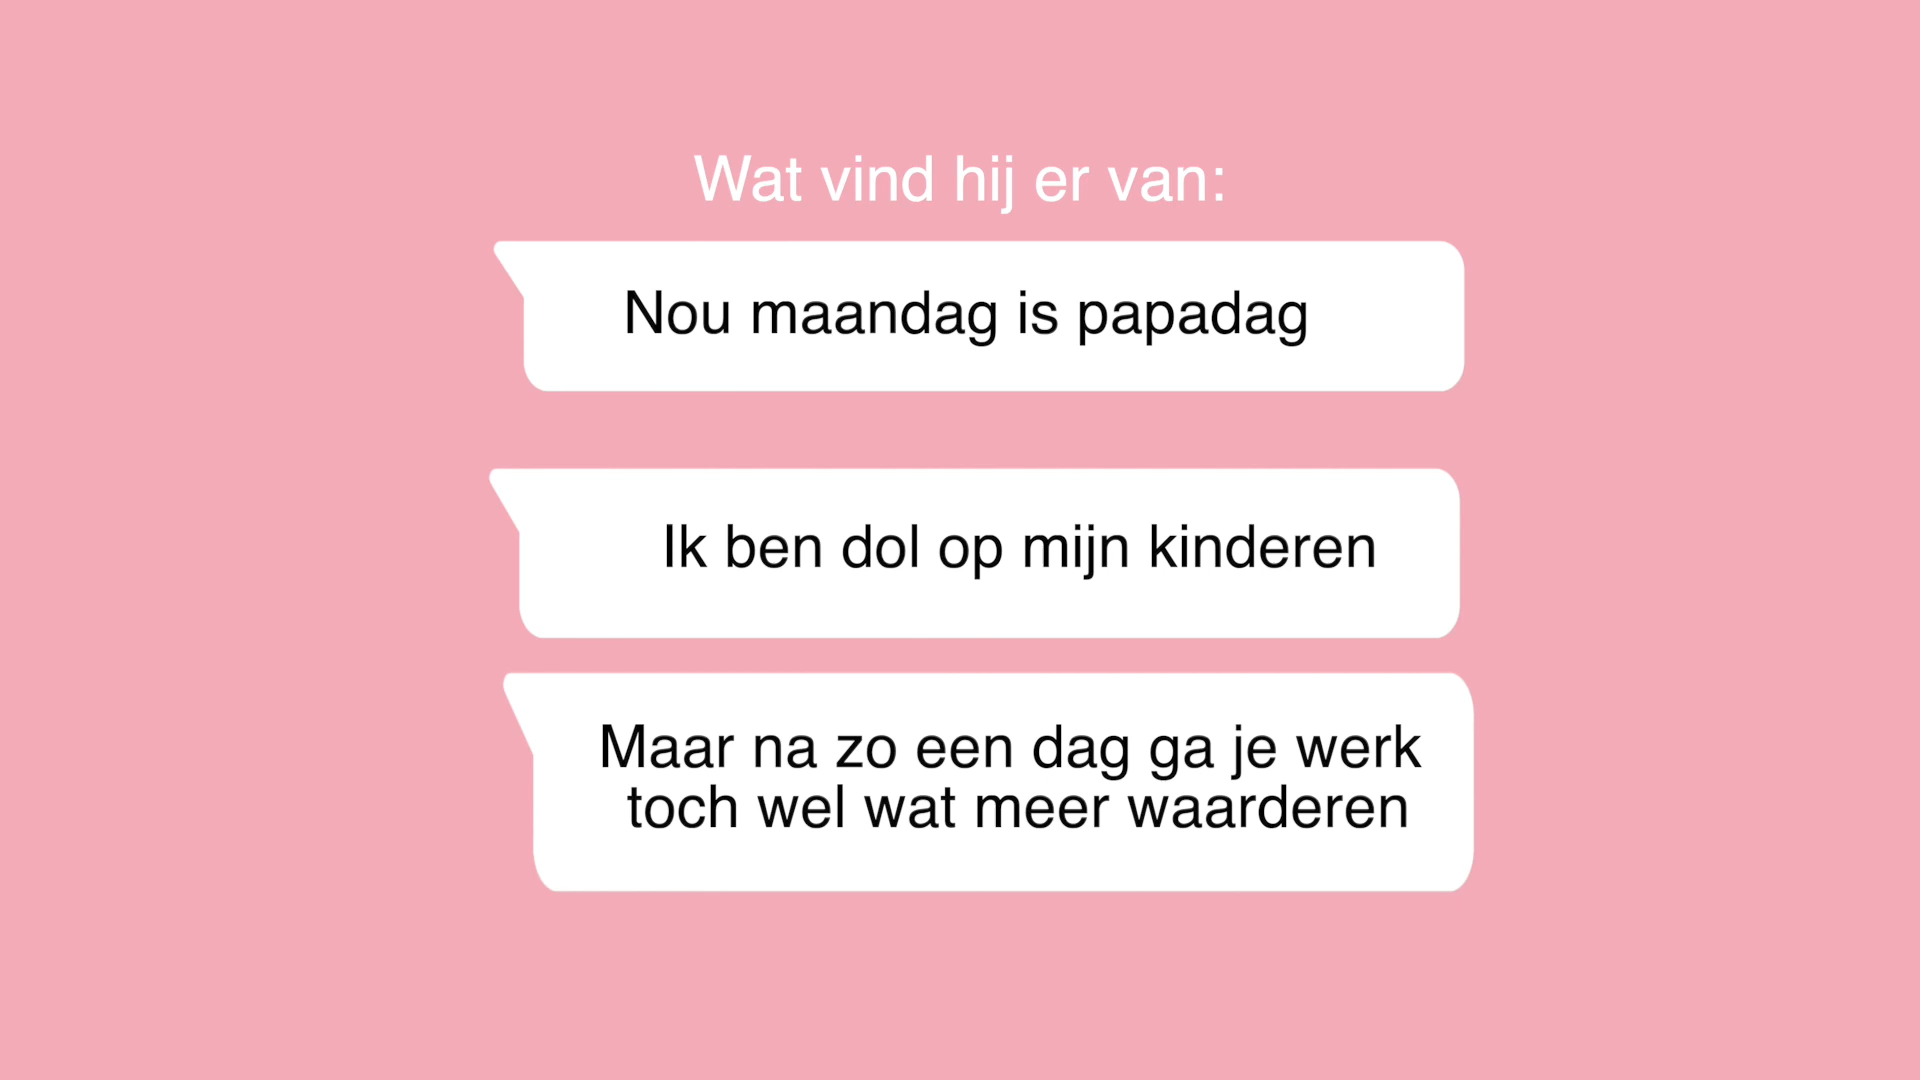 Wat vind hij er van:
Nou maandag is papadag
Ik ben dol op mijn kinderen
Maar na zo een dag ga je werk
toch wel wat meer waarderen